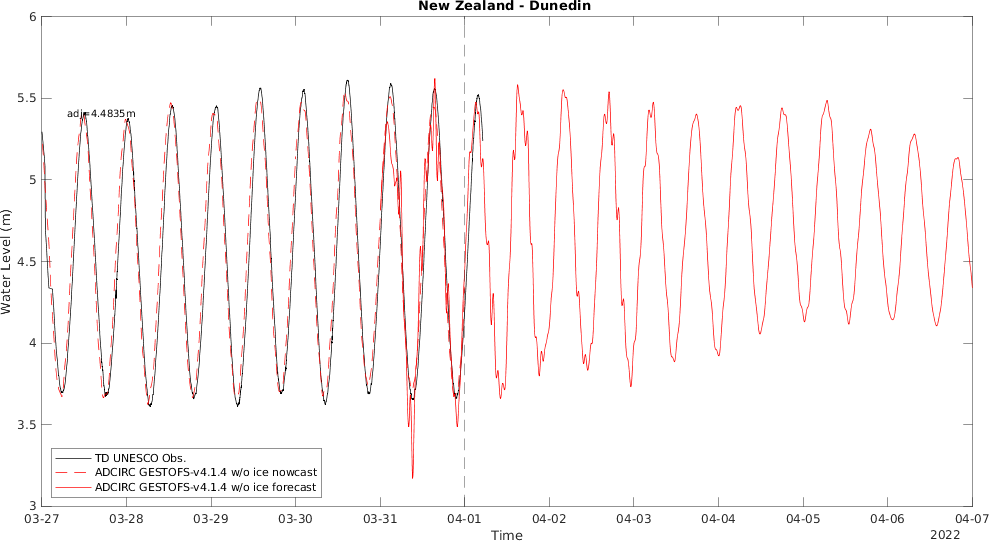 New Zealand - Dunedin
Water Level (m)
6
5.5
5
4.5
4
3.5
3
adj=4.4835m
TD UNESCO Obs.
ADCIRC GESTOFS-v4.1.4 w/o ice nowcast
ADCIRC GESTOFS-v4.1.4 w/o ice forecast
03-27 03-28 03-29 03-30 03-31 04-01 04-02 04-03 04-04 04-05 04-06 04-07
Time
2022